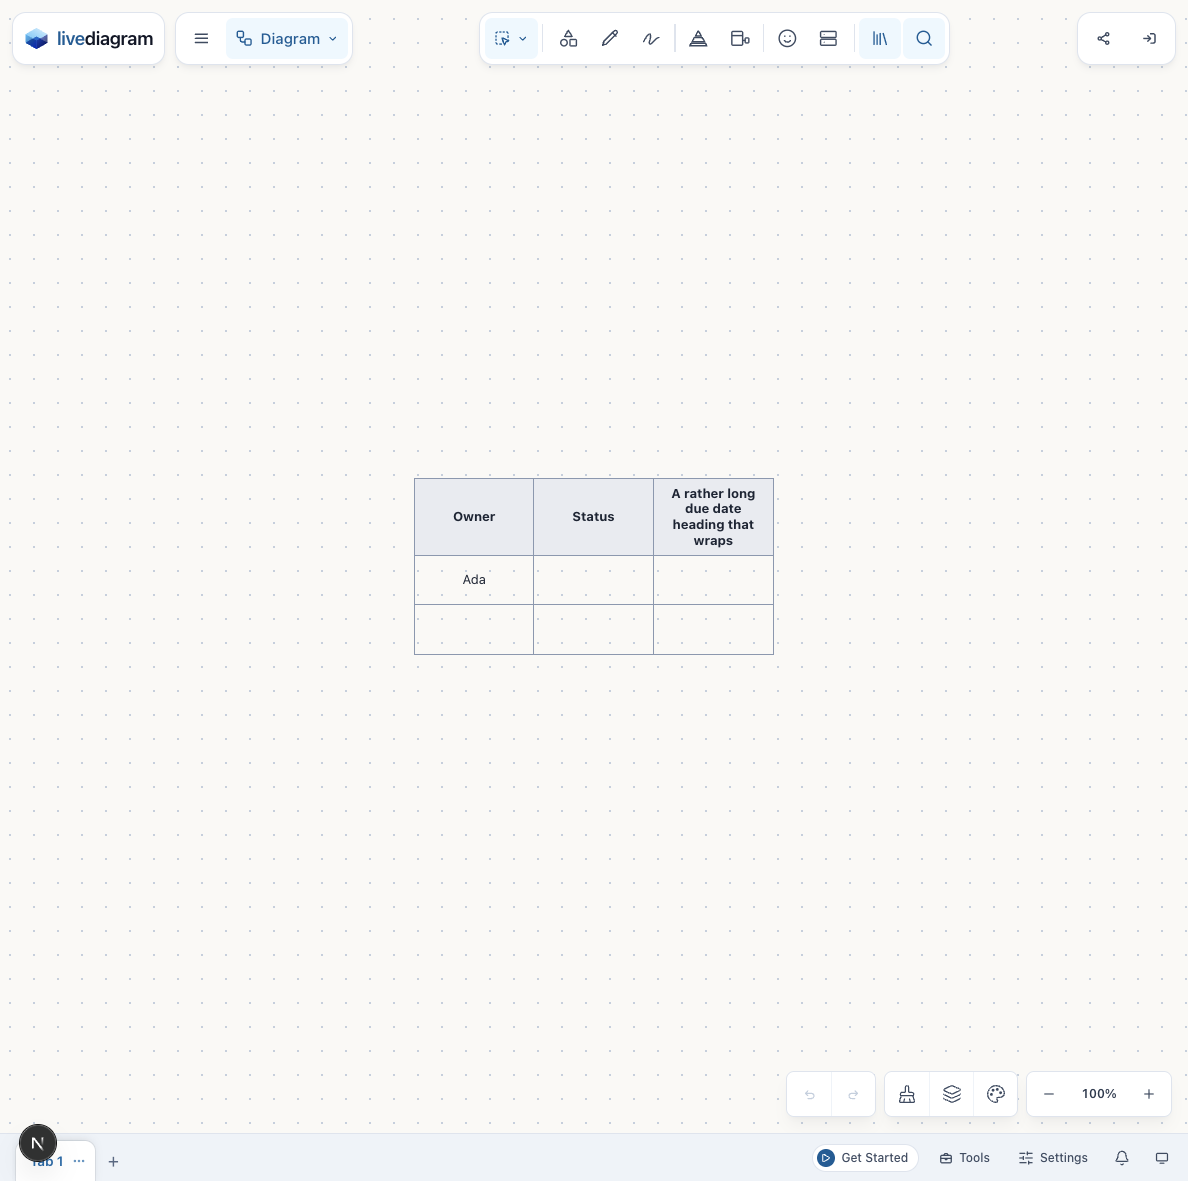 livediagram
Diagram
Owner
Status
A rather long
due date
heading that
wraps
Ada
100%
N
Tab 1
Get Started
Tools
Settings